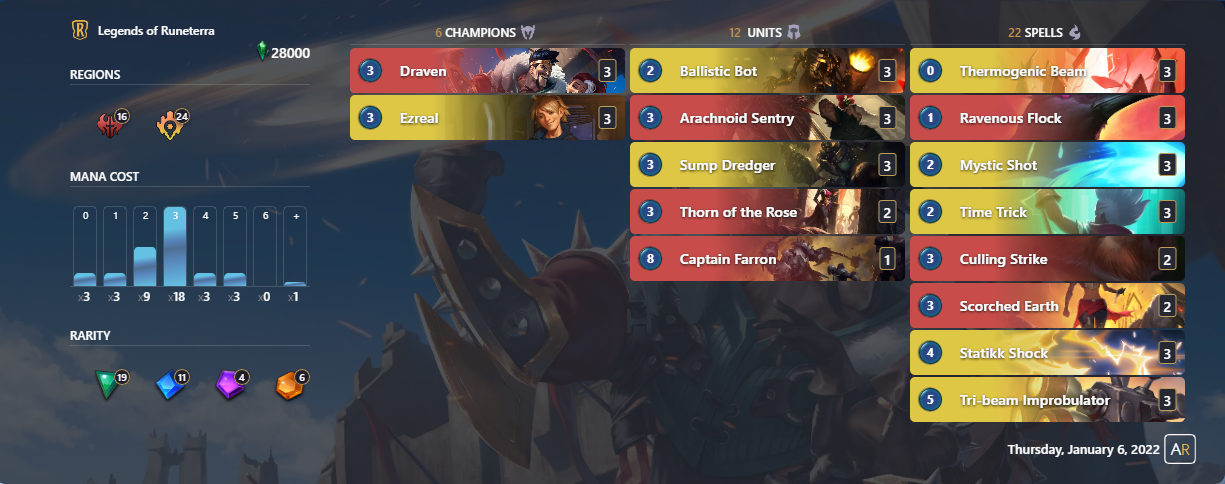 Legends of Runeterra
28000
REGIONS
16
24
MANA COST
0 1 2 3 4 5 6 +
x3 x3 x9 x18 x3 x3 x0 x1
RARITY
19
11
4
6
6 CHAMPIONS
3 Draven 3
3 Ezreal 3
12 UNITS
2 Ballistic Bot 3
3 Arachnoid Sentry 3
3 Sump Dredger 3
3 Thorn of the Rose 2
8 Captain Farron 1
22 SPELLS
0 Thermogenic Beam 3
1 Ravenous Flock 3
2 Mystic Shot 3
2 Time Trick 3
3 Culling Strike 2
3 Scorched Earth 2
4 Statikk Shock 3
5 Tri-beam Improbulator 3
Thursday, January 6, 2022 AR